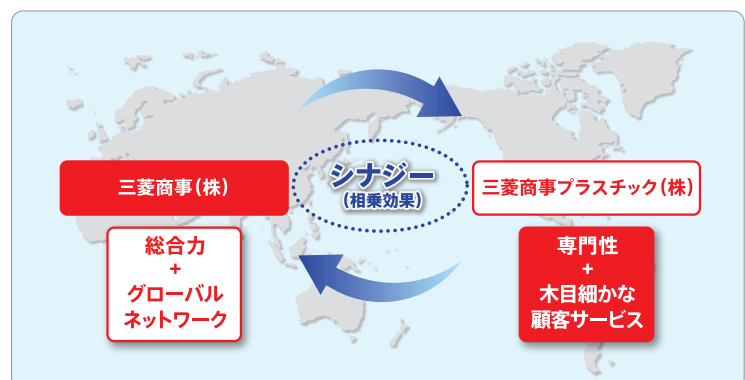 三菱商事(株)
シナジー
(相乗効果)
三菱商事プラスチック(株)
総合力
+
グローバル
ネットワーク
専門性
+
木目細かな
顧客サービス